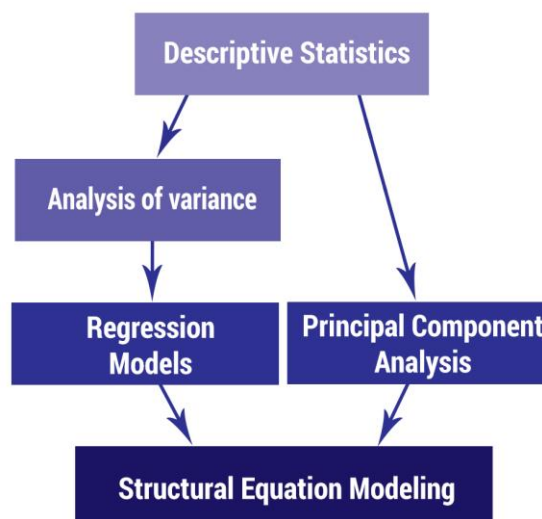 Descriptive Statistics
Analysis of variance
Regression
Models
Principal Component
Analysis
Structural Equation Modeling